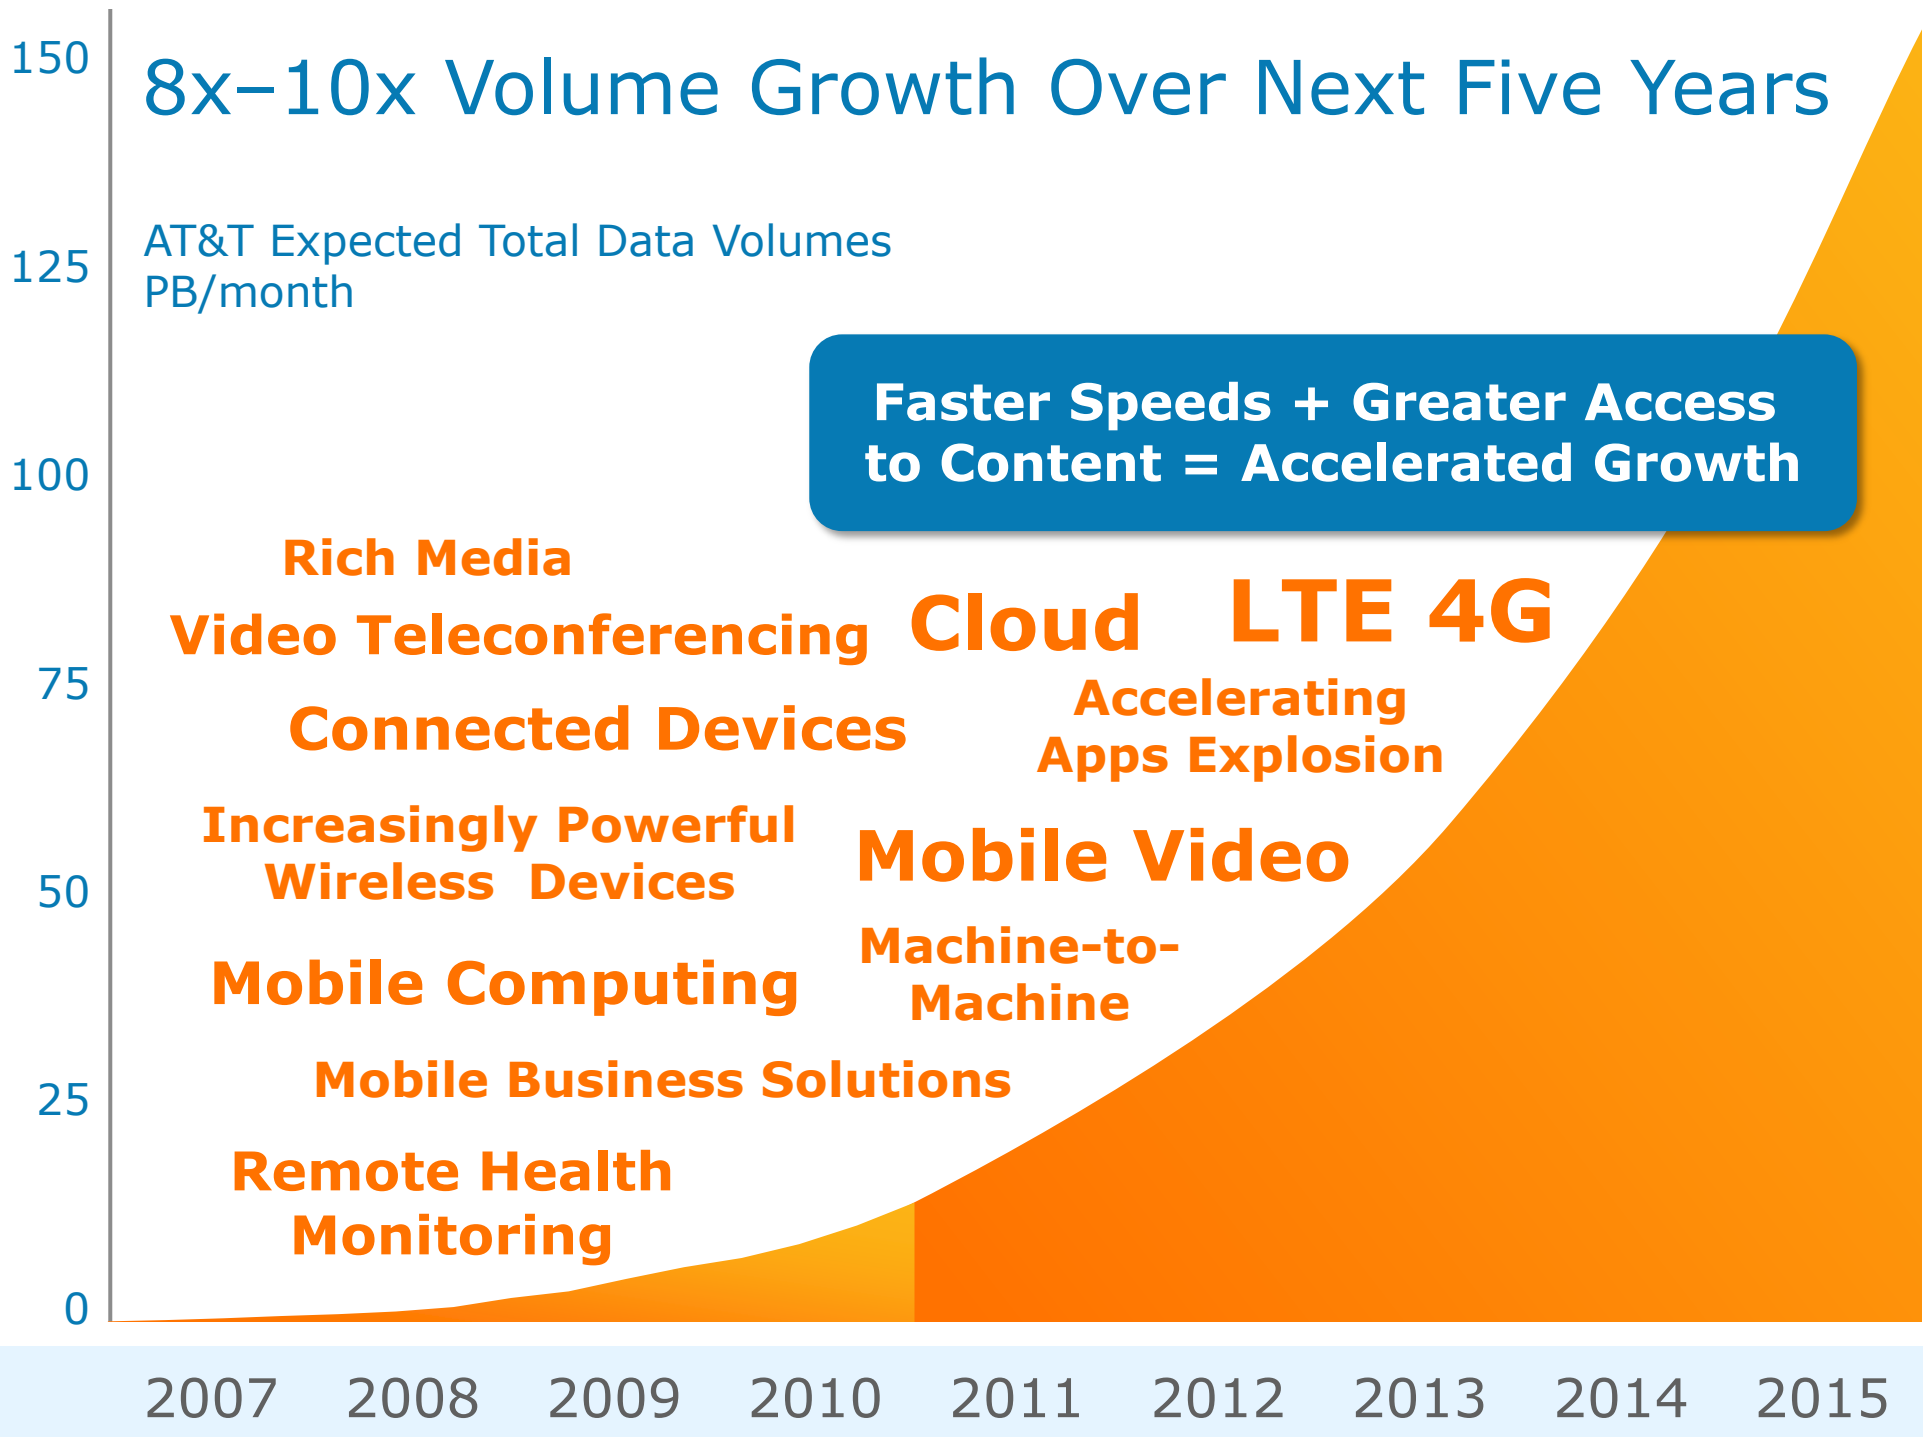 8x–10x Volume Growth Over Next Five Years
AT&T Expected Total Data Volumes
PB/month
150
125
100
75
50
25
0
Faster Speeds + Greater Access
to Content = Accelerated Growth
Rich Media
Video Teleconferencing
Cloud
LTE 4G
Connected Devices
Accelerating
Apps Explosion
Increasingly Powerful
Wireless  Devices
Mobile Video
Mobile Computing
Machine-to-
Machine
Mobile Business Solutions
Remote Health
Monitoring
2007 2008 2009 2010 2011 2012 2013 2014 2015